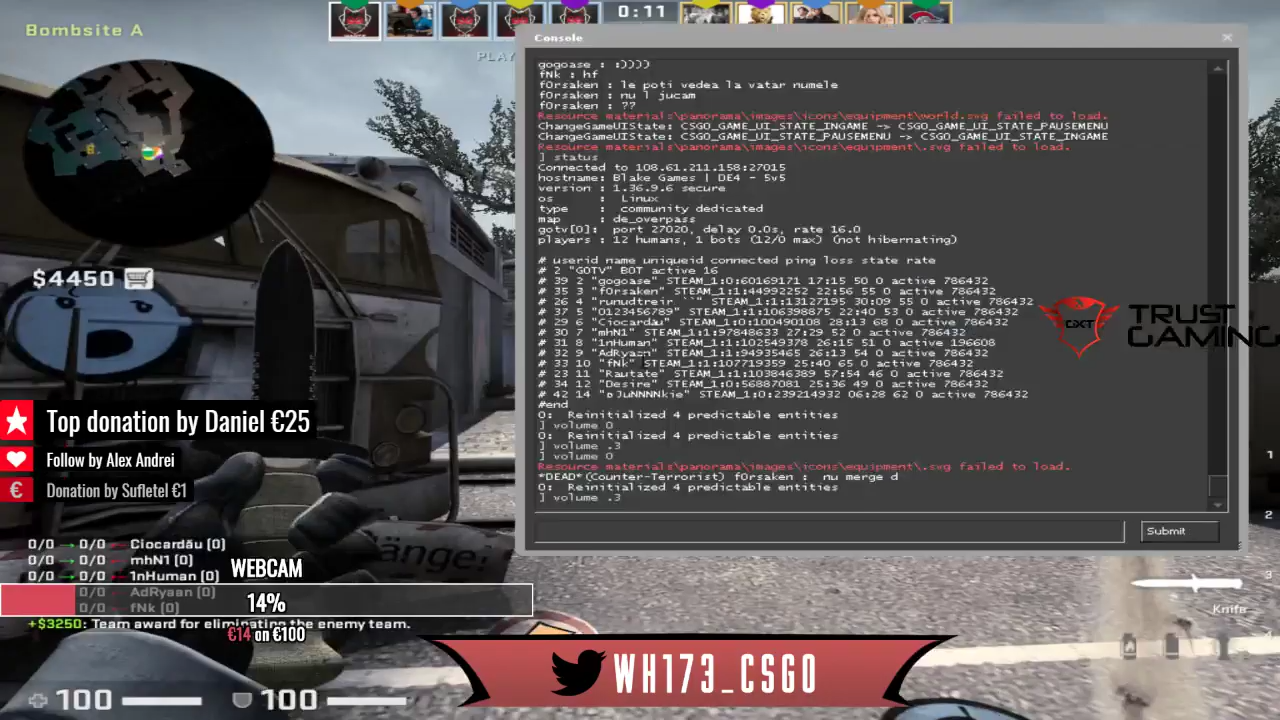 Bombsite A
0:11
PLAY
Console
gogoase : :))))
fNk : hf
f0rsaken : le poti vedea la vatar numele
f0rsaken : nu l jucam
f0rsaken : ??
Resource materials\panorama\images\icons\equipment\world.svg failed to load.
ChangeGameUIState: CSGO_GAME_UI_STATE_INGAME -> CSGO_GAME_UI_STATE_PAUSEMENU
ChangeGameUIState: CSGO_GAME_UI_STATE_PAUSEMENU -> CSGO_GAME_UI_STATE_INGAME
Resource materials\panorama\images\icons\equipment\.svg failed to load.
] status
Connected to 108.61.211.158:27015
hostname: Blake Games | DE4 - 5v5
version : 1.36.9.6 secure
os : Linux
type : community dedicated
map : de_overpass
gotv[0]: port 27020, delay 0.0s, rate 16.0
players : 12 humans, 1 bots (12/0 max) (not hibernating)
# userid name uniqueid connected ping loss state rate
# 2 "GOTV" BOT active 16
# 39 2 "gogoase" STEAM_1:0:60169171 17:15 50 0 active 786432
# 35 3 "f0rsaken" STEAM_1:1:44992252 22:56 55 0 active 786432
# 26 4 "runudtreir ``" STEAM_1:1:13127195 30:09 55 0 active 786432
# 37 5 "0123456789" STEAM_1:1:106398875 22:40 53 0 active 786432
# 29 6 "Ciocardău" STEAM_1:0:100490108 28:13 68 0 active 786432
# 30 7 "mhN1" STEAM_1:1:97848633 27:29 52 0 active 786432
# 31 8 "1nHuman" STEAM_1:1:102549378 26:15 51 0 active 196608
# 32 9 "AdRyaan" STEAM_1:1:94935465 26:13 54 0 active 786432
# 33 10 "fNk" STEAM_1:1:107719359 25:40 65 0 active 786432
# 23 11 "Rautate" STEAM_1:1:103846389 57:54 46 0 active 786432
# 34 12 "Desire" STEAM_1:0:56887081 25:36 49 0 active 786432
# 42 14 "ɒJuNNNNkie" STEAM_1:0:239214932 06:28 62 0 active 786432
#end
0: Reinitialized 4 predictable entities
] volume 0
0: Reinitialized 4 predictable entities
] volume .3
] volume 0
Resource materials\panorama\images\icons\equipment\.svg failed to load.
*DEAD*(Counter-Terrorist) f0rsaken : nu merge d
0: Reinitialized 4 predictable entities
] volume .3
Submit
$4450
B
GXT
TRUST
GAMING
Top donation by Daniel €25
Follow by Alex Andrei
€ Donation by Sufletel €1
0/0 → 0/0 Ciocardău [0]
0/0 → 0/0 mhN1 [0]
0/0 → 0/0 1nHuman [0]
0/0 AdRyaan [0]
0/0 fNk [0]
WEBCAM
14%
€14 on €100
+$3250: Team award for eliminating the enemy team.
länger
1
2
3
Knife
4
WH173_CSGO
100
100